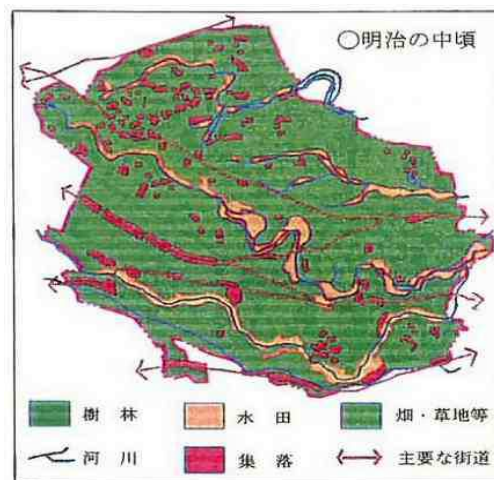 ○明治の中頃
樹林
水田
畑・草地等
河川
集落
主要な街道